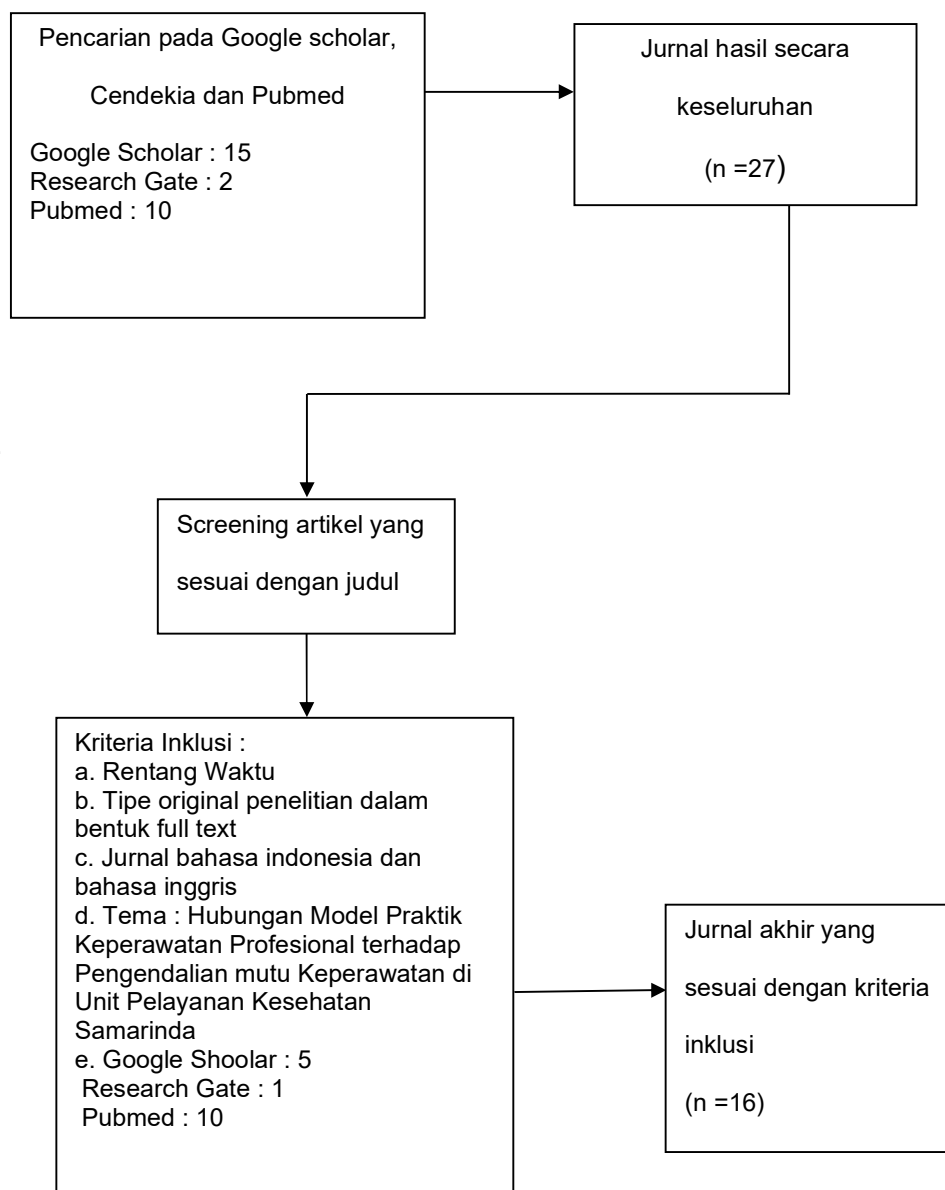 Pencarian pada Google scholar,
Cendekia dan Pubmed
Google Scholar : 15
Research Gate : 2
Pubmed : 10
Jurnal hasil secara
keseluruhan
(n =27)
Screening artikel yang
sesuai dengan judul
Kriteria Inklusi :
a. Rentang Waktu
b. Tipe original penelitian dalam
bentuk full text
c. Jurnal bahasa indonesia dan
bahasa inggris
d. Tema : Hubungan Model Praktik
Keperawatan Profesional terhadap
Pengendalian mutu Keperawatan di
Unit Pelayanan Kesehatan
Samarinda
e. Google Shoolar : 5
Research Gate : 1
Pubmed : 10
Jurnal akhir yang
sesuai dengan kriteria
inklusi
(n =16)